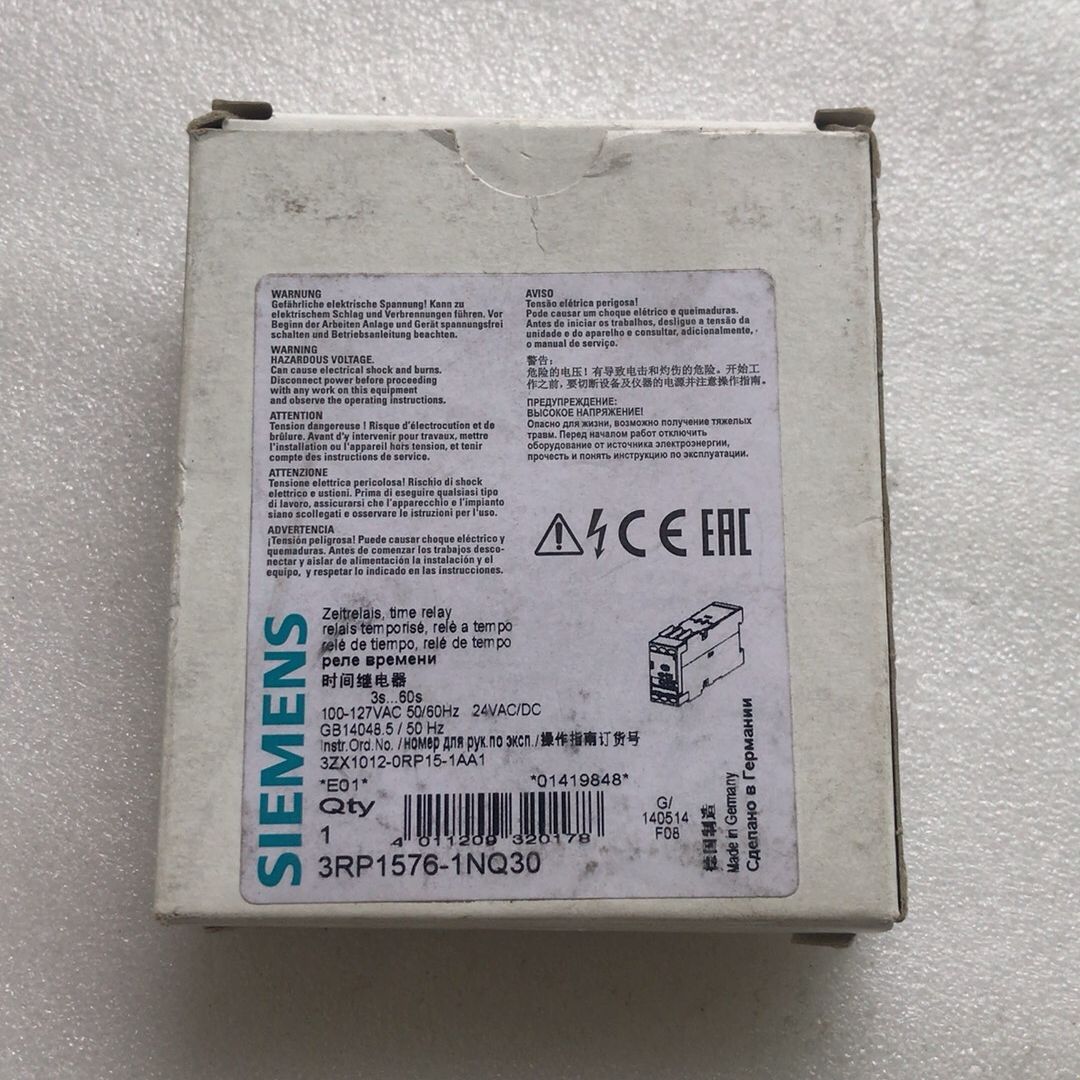 WARNUNG
Gefährliche elektrische Spannung! Kann zu
elektrischem Schlag und Verbrennungen führen. Vor
Beginn der Arbeiten Anlage und Gerät spannungsfrei
schalten und Betriebsanleitung beachten.
WARNING
HAZARDOUS VOLTAGE.
Can cause electrical shock and burns.
Disconnect power before proceeding
with any work on this equipment
and observe the operating instructions.
ATTENTION
Tension dangereuse ! Risque d'électrocution et de
brûlure. Avant d'y intervenir pour travaux, mettre
l'installation ou l'appareil hors tension, et tenir
compte des instructions de service.
ATTENZIONE
Tensione elettrica pericolosa! Rischio di shock
elettrico e ustioni. Prima di eseguire qualsiasi tipo
di lavoro, assicurarsi che l'apparecchio e l'impianto
siano scollegati e osservare le istruzioni per l'uso.
ADVERTENCIA
¡Tensión peligrosa! Puede causar choque eléctrico y
quemaduras. Antes de comenzar los trabajos desco-
nectar y aislar de alimentación la instalación y el
equipo, y respetar lo indicado en las instrucciones.
AVISO
Tensão elétrica perigosa!
Pode causar um choque elétrico e queimaduras.
Antes de iniciar os trabalhos, desligue a tensão da
unidade e do aparelho e consultar, adicionalmente,
o manual de serviço.
警告:
危险的电压!有导致电击和灼伤的危险。开始工
作之前,要切断设备及仪器的电源并注意操作指南。
ПРЕДУПРЕЖДЕНИЕ:
ВЫСОКОЕ НАПРЯЖЕНИЕ!
Опасно для жизни, возможно получение тяжелых
травм. Перед началом работ отключить
оборудование от источника электроэнергии,
прочесть и понять инструкцию по эксплуатации.
CE EAC
SIEMENS
Zeitrelais, time relay
relais temporisé, relè a tempo
relé de tiempo, relé de tempo
реле времени
时间继电器
3s...60s
100-127VAC 50/60Hz 24VAC/DC
GB14048.5 / 50 Hz
Instr.Ord.No. / номер для рук.по эксп./操作指南订货号
3ZX1012-0RP15-1AA1
*E01* *01419848*
Qty
1
4 011209 320178
3RP1576-1NQ30
G/
140514
F08
德国制造
Made in Germany
Сделано в Германии